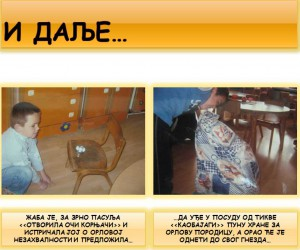 И ДАЉЕ...
ЖАБА ЈЕ, ЗА ЗРНО ПАСУЉА
<<ОТВОРИЛА ОЧИ КОРЊАЧИ>> И
ИСПРИЧАЛА ЈОЈ О ОРЛОВОЈ
НЕЗАХВАЛНОСТИ И ПРЕДЛОЖИЛА...
...ДА УЂЕ У ПОСУДУ ОД ТИКВЕ
<<КАОБАЈАГИ>> ПУНУ ХРАНЕ ЗА
ОРЛОВУ ПОРОДИЦУ, А ОРАО ЋЕ ЈЕ
ОДНЕТИ ДО СВОГ ГНЕЗДА...